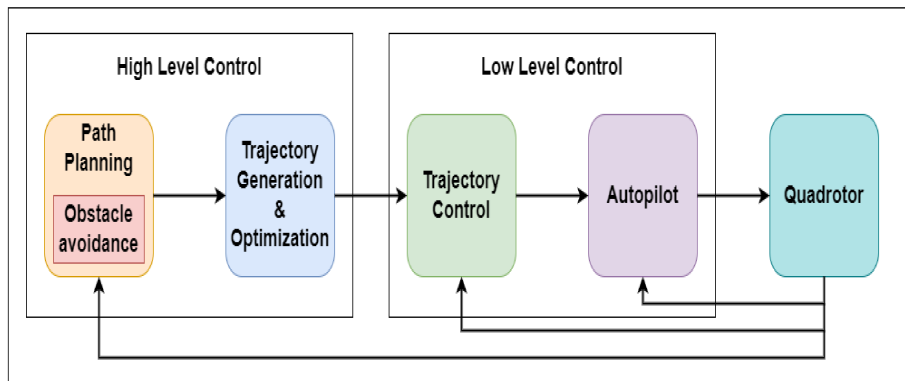 High Level Control
Low Level Control
Path
Planning
Obstacle
avoidance
Trajectory
Generation
&
Optimization
Trajectory
Control
Autopilot
Quadrotor